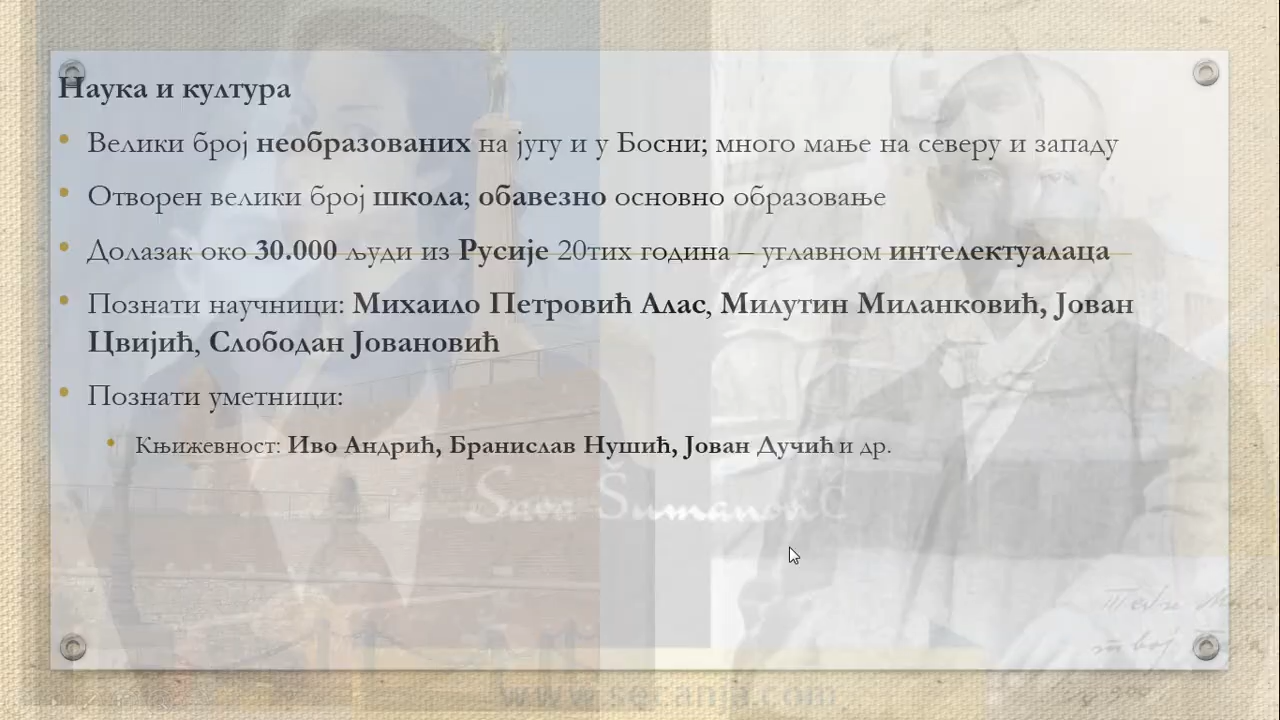 Наука и култура
Велики број необразованих на југу и у Босни; много мање на северу и западу
Отворен велики број школа; обавезно основно образовање
Долазак око 30.000 људи из Русије 20тих година – углавном интелектуалаца
Познати научници: Михаило Петровић Алас, Милутин Миланковић, Јован
Цвијић, Слободан Јовановић
Познати уметници:
Књижевност: Иво Андрић, Бранислав Нушић, Јован Дучић и др.
Sava Šumanović
www.secanja.com